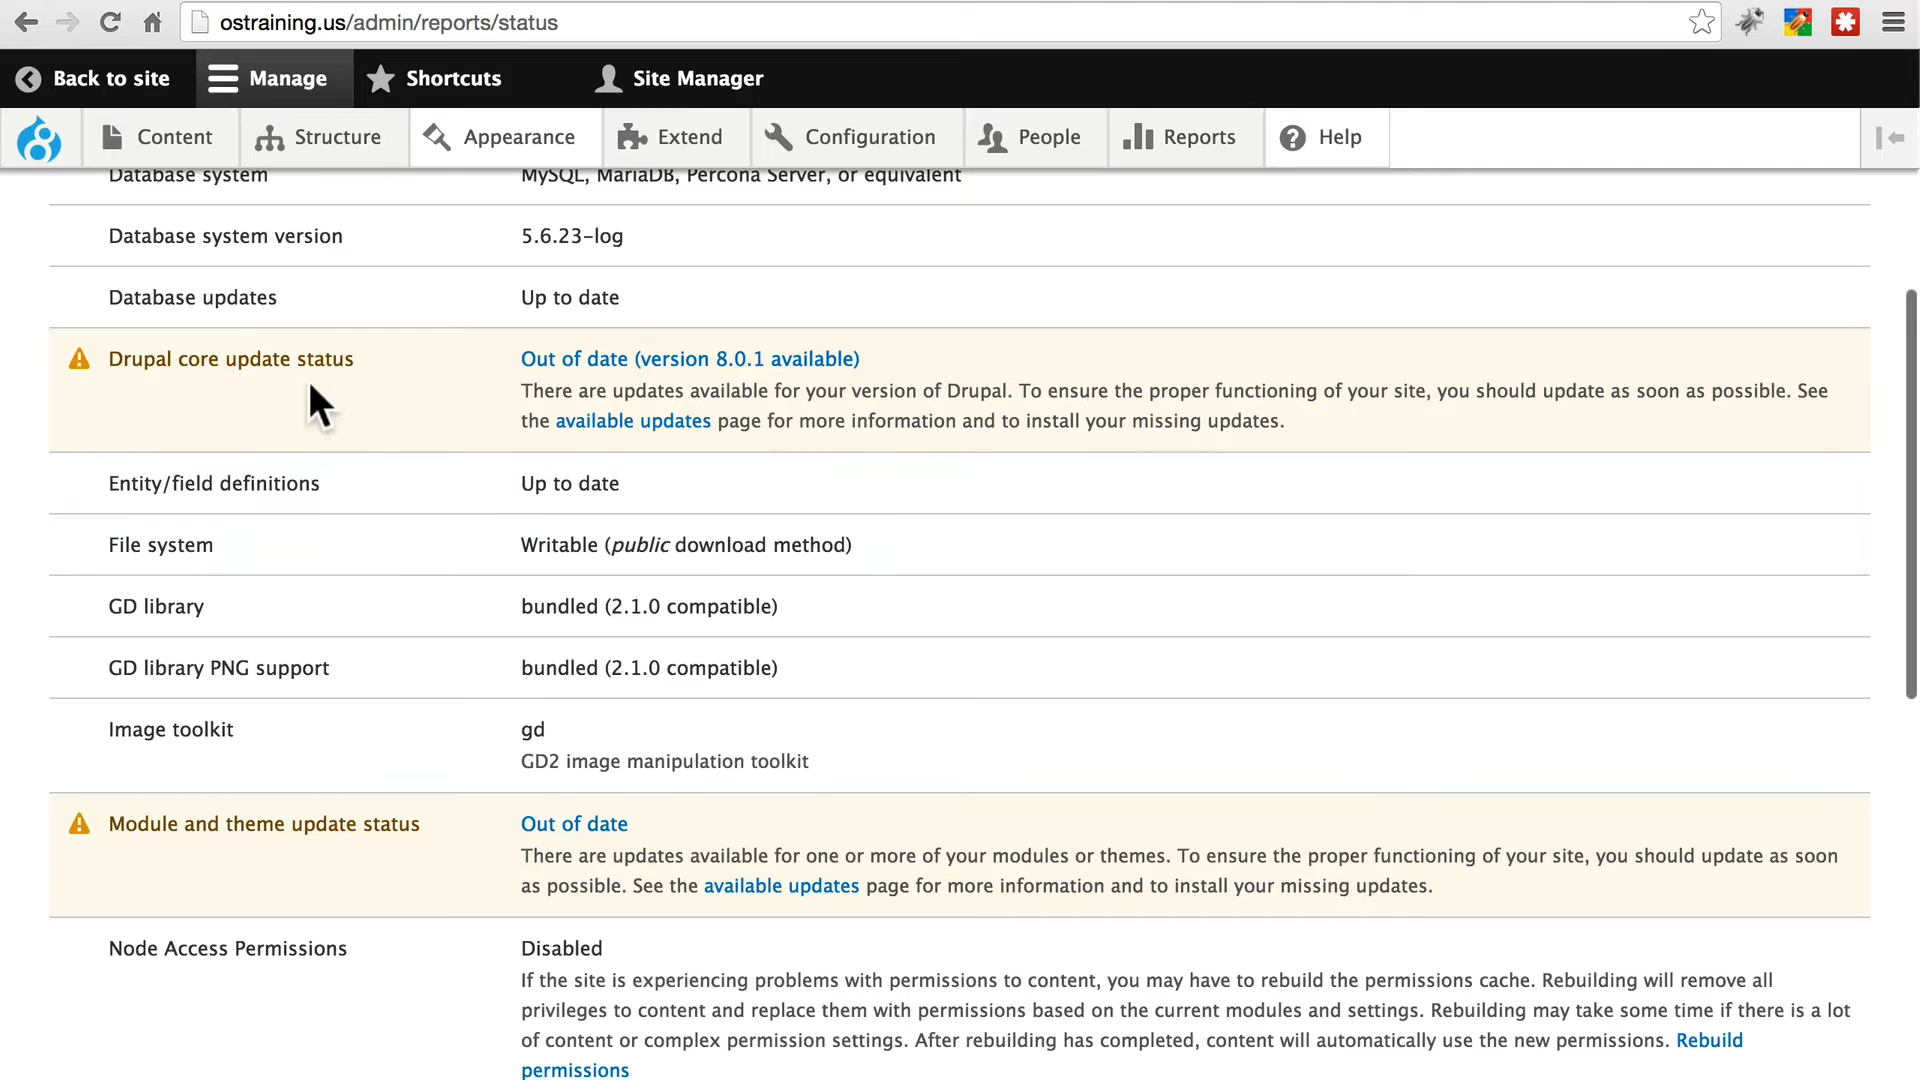 ostraining.us/admin/reports/status
Back to site Manage Shortcuts Site Manager
Content Structure Appearance Extend Configuration People Reports Help
Database system MySQL, MariaDB, Percona Server, or equivalent
Database system version 5.6.23-log
Database updates Up to date
Drupal core update status Out of date (version 8.0.1 available)
There are updates available for your version of Drupal. To ensure the proper functioning of your site, you should update as soon as possible. See
the available updates page for more information and to install your missing updates.
Entity/field definitions Up to date
File system Writable (public download method)
GD library bundled (2.1.0 compatible)
GD library PNG support bundled (2.1.0 compatible)
Image toolkit gd
GD2 image manipulation toolkit
Module and theme update status Out of date
There are updates available for one or more of your modules or themes. To ensure the proper functioning of your site, you should update as soon
as possible. See the available updates page for more information and to install your missing updates.
Node Access Permissions Disabled
If the site is experiencing problems with permissions to content, you may have to rebuild the permissions cache. Rebuilding will remove all
privileges to content and replace them with permissions based on the current modules and settings. Rebuilding may take some time if there is a lot
of content or complex permission settings. After rebuilding has completed, content will automatically use the new permissions. Rebuild
permissions